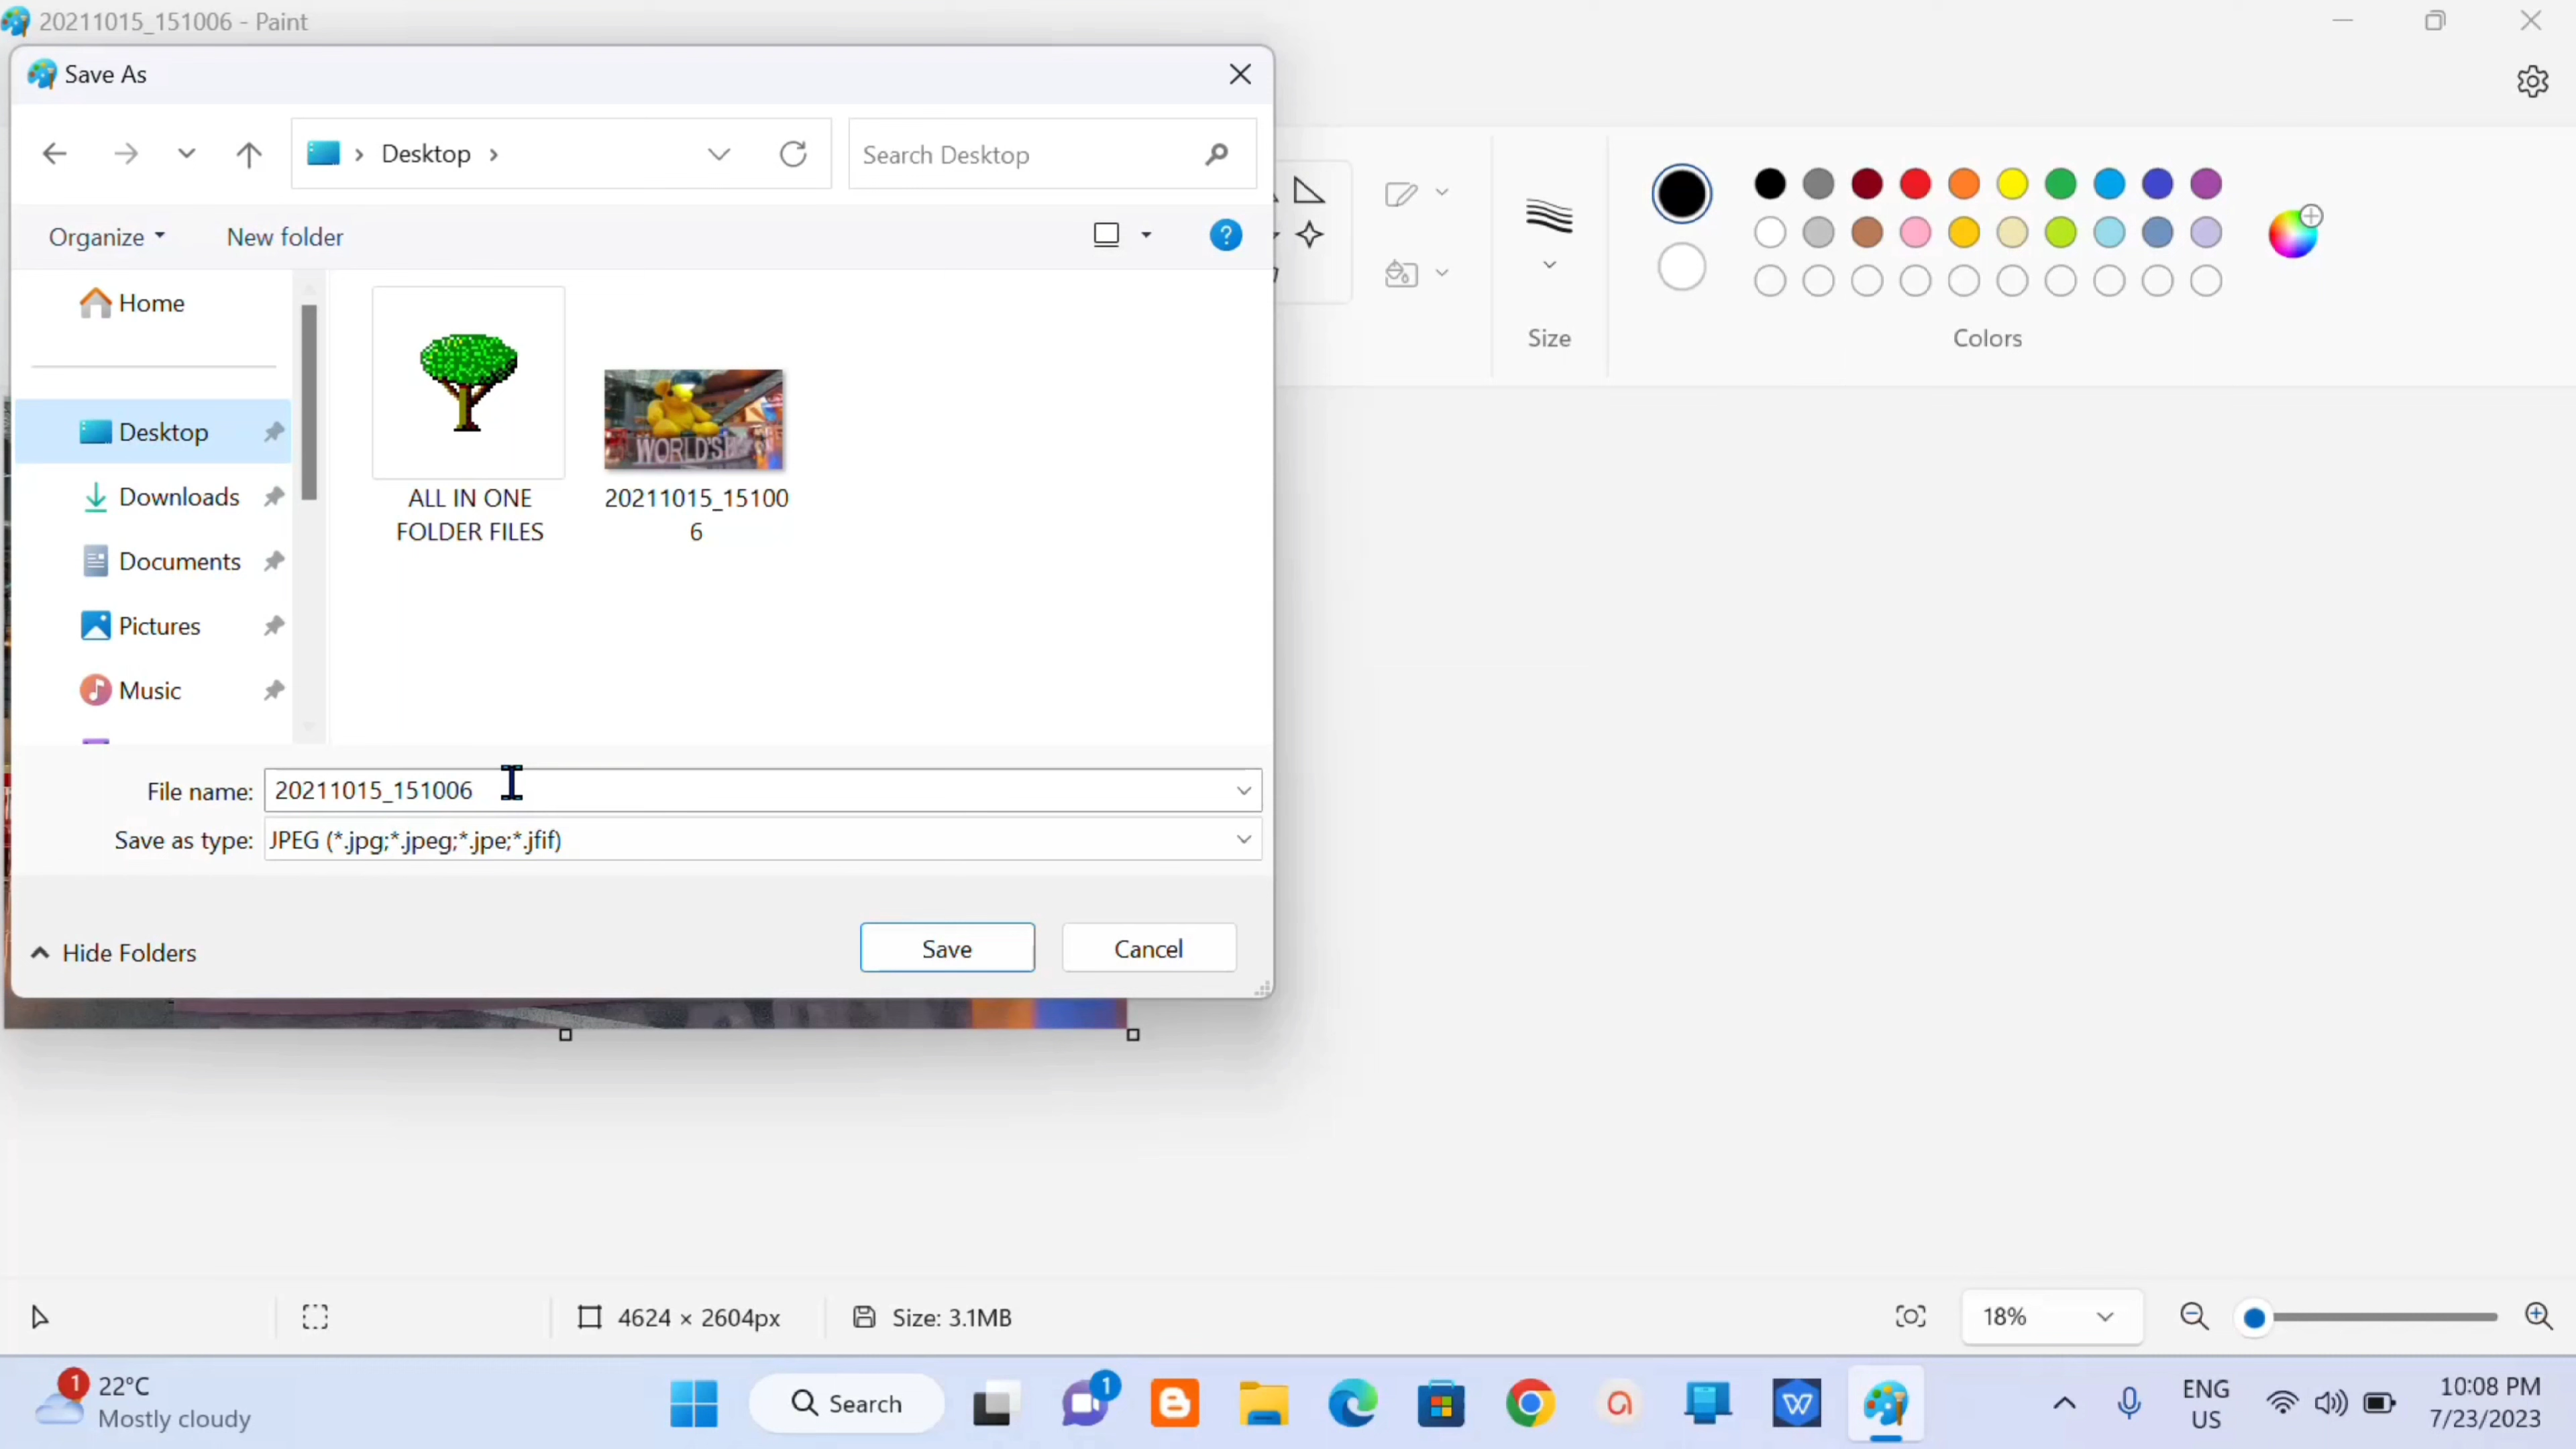 20211015_151006 - Paint
Save As
Desktop
Search Desktop
Organize
New folder
Home
Desktop
Downloads
Documents
Pictures
Music
ALL IN ONE
FOLDER FILES
WORLD'S
20211015_15100
6
File name: 20211015_151006
Save as type: JPEG (*.jpg;*.jpeg;*.jpe;*.jfif)
Hide Folders
Save
Cancel
Size
Colors
4624 × 2604px
Size: 3.1MB
18%
1
22°C
Mostly cloudy
Search
1
ENG
US
10:08 PM
7/23/2023